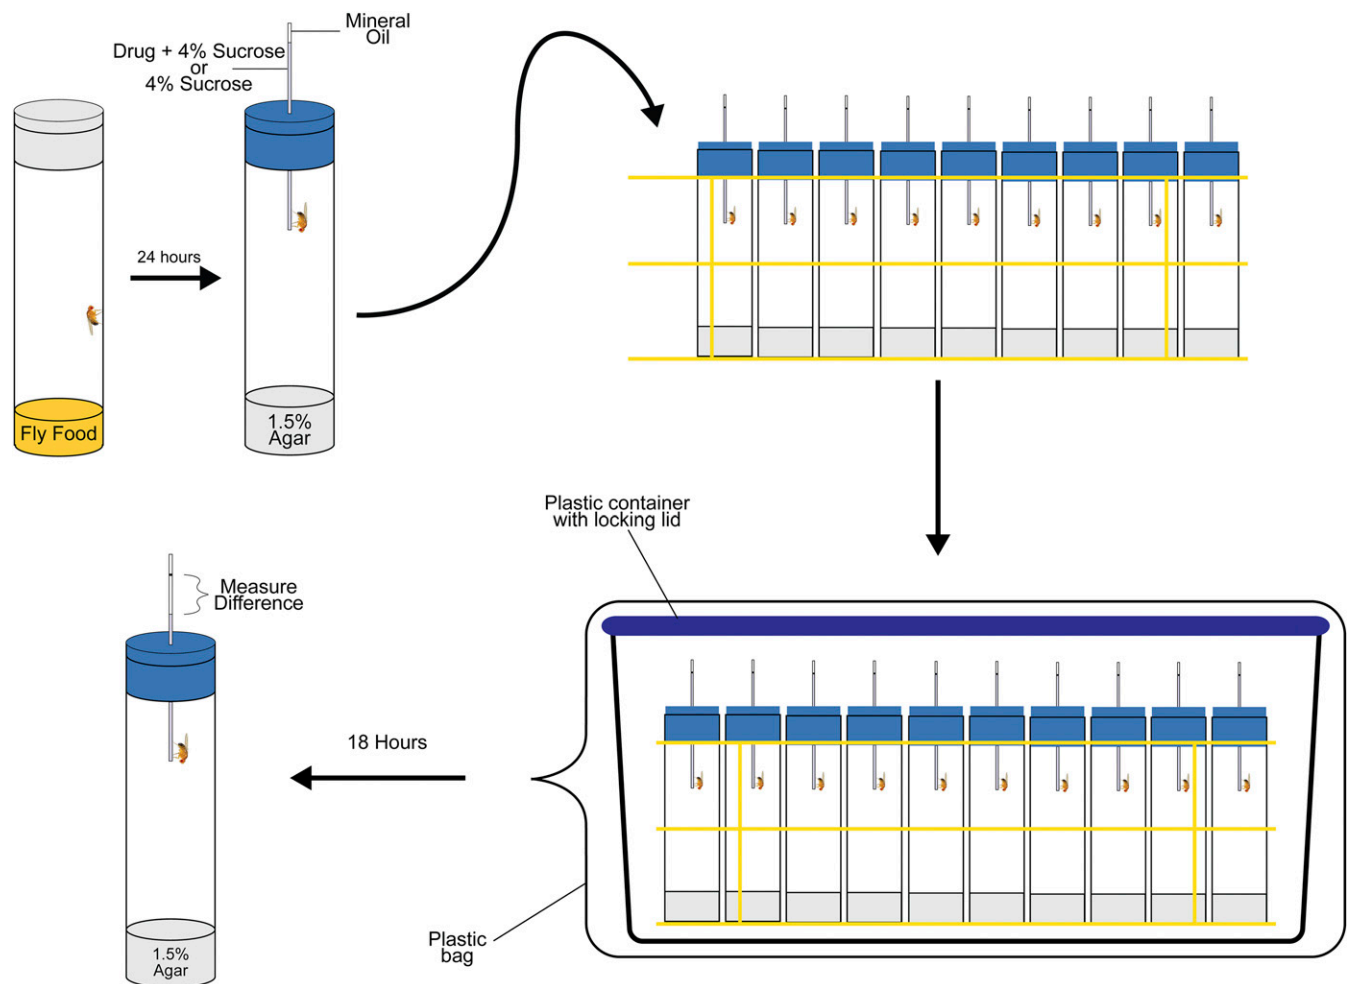 Mineral
Oil
Drug + 4% Sucrose
or
4% Sucrose
24 hours
Fly Food
1.5%
Agar
Plastic container
with locking lid
Measure
Difference
18 Hours
Plastic
bag
1.5%
Agar